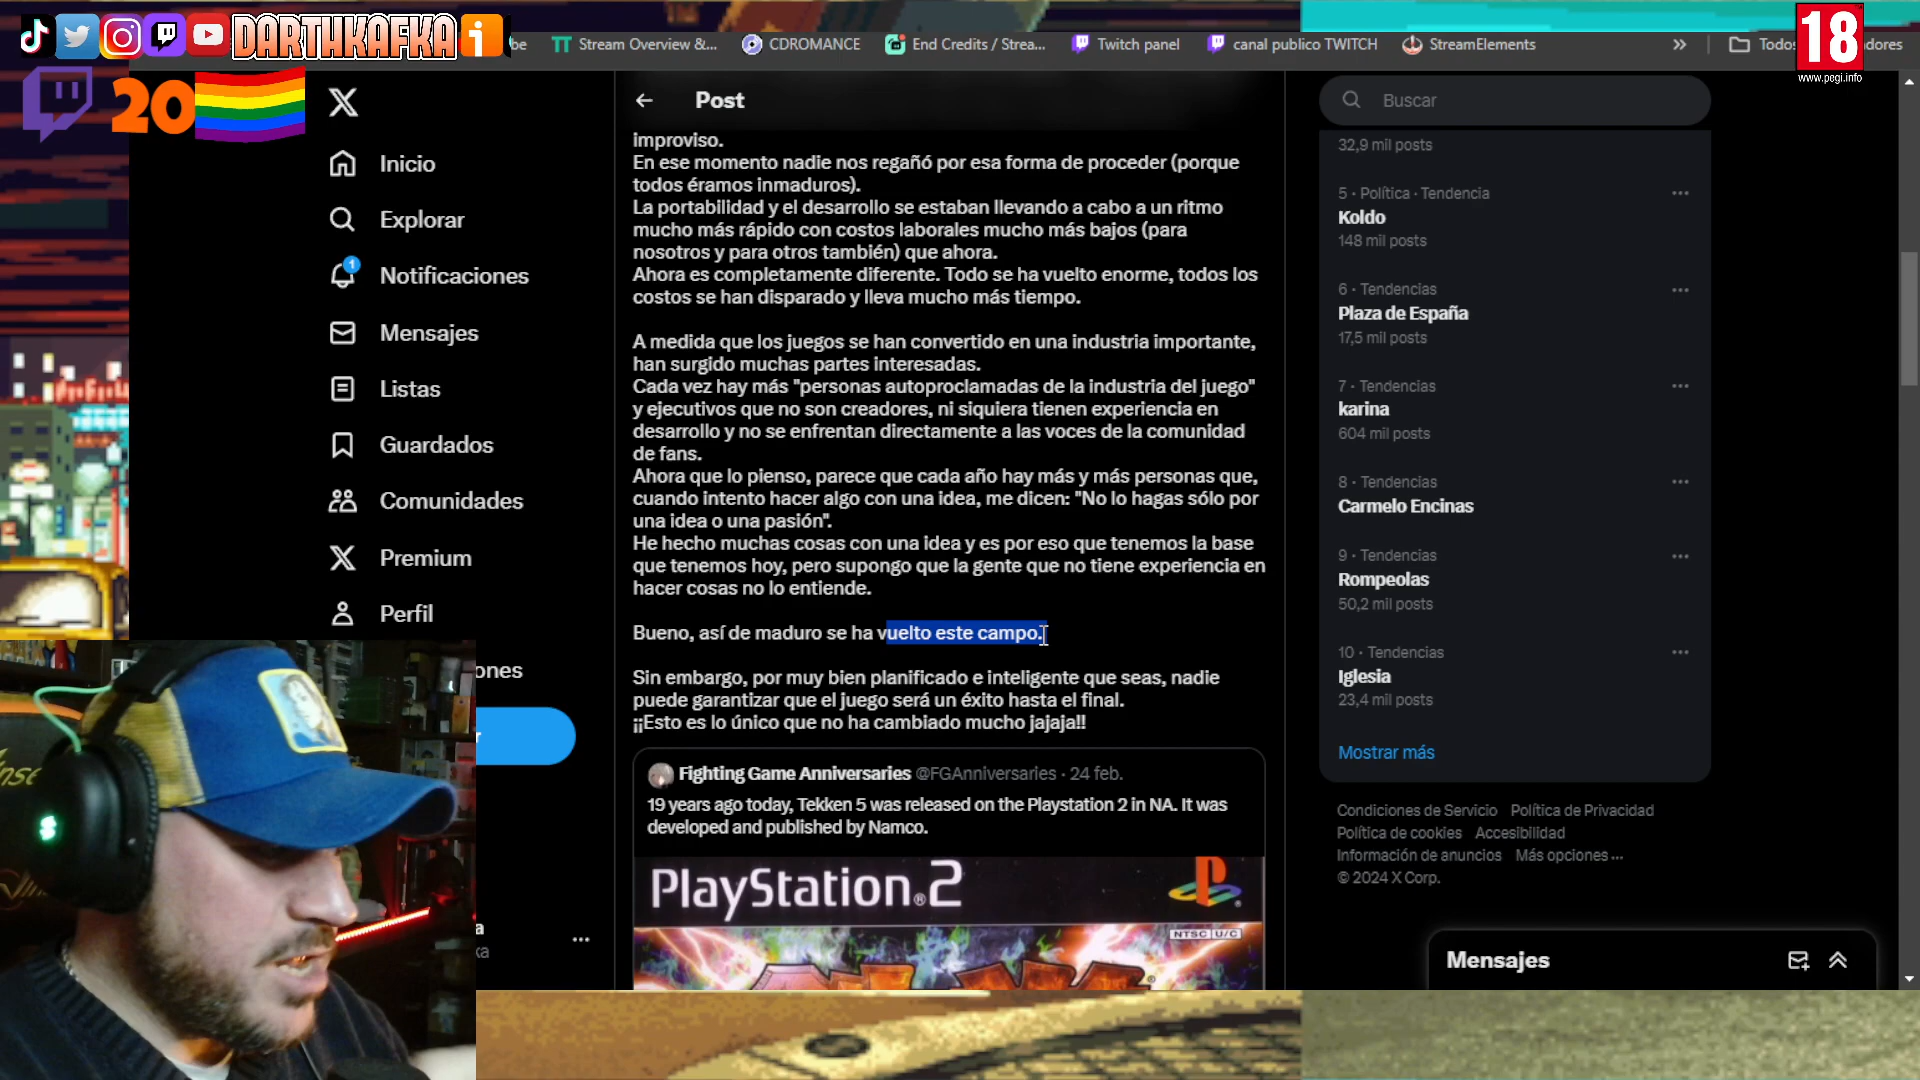 DARTHKAFKA
be
Stream Overview &...
CDROMANCE
End Credits / Strea...
Twitch panel
canal publico TWITCH
StreamElements
»
Todos
adores
18
www.pegi.info
20
Post
improviso.
En ese momento nadie nos regañó por esa forma de proceder (porque
todos éramos inmaduros).
La portabilidad y el desarrollo se estaban llevando a cabo a un ritmo
mucho más rápido con costos laborales mucho más bajos (para
nosotros y para otros también) que ahora.
Ahora es completamente diferente. Todo se ha vuelto enorme, todos los
costos se han disparado y lleva mucho más tiempo.
A medida que los juegos se han convertido en una industria importante,
han surgido muchas partes interesadas.
Cada vez hay más "personas autoproclamadas de la industria del juego"
y ejecutivos que no son creadores, ni siquiera tienen experiencia en
desarrollo y no se enfrentan directamente a las voces de la comunidad
de fans.
Ahora que lo pienso, parece que cada año hay más y más personas que,
cuando intento hacer algo con una idea, me dicen: "No lo hagas sólo por
una idea o una pasión".
He hecho muchas cosas con una idea y es por eso que tenemos la base
que tenemos hoy, pero supongo que la gente que no tiene experiencia en
hacer cosas no lo entiende.
Bueno, así de maduro se ha vuelto este campo.
Sin embargo, por muy bien planificado e inteligente que seas, nadie
puede garantizar que el juego será un éxito hasta el final.
¡¡Esto es lo único que no ha cambiado mucho jajaja!!
Fighting Game Anniversaries @FGAnniversaries · 24 feb.
19 years ago today, Tekken 5 was released on the Playstation 2 in NA. It was
developed and published by Namco.
PlayStation.2
NTSC U/C
Inicio
Explorar
1
Notificaciones
Mensajes
Listas
Guardados
Comunidades
Premium
Perfil
ones
r
a
ka
Buscar
32,9 mil posts
5 · Política · Tendencia
Koldo
148 mil posts
6 · Tendencias
Plaza de España
17,5 mil posts
7 · Tendencias
karina
604 mil posts
8 · Tendencias
Carmelo Encinas
9 · Tendencias
Rompeolas
50,2 mil posts
10 · Tendencias
Iglesia
23,4 mil posts
Mostrar más
Condiciones de Servicio Política de Privacidad
Política de cookies Accesibilidad
Información de anuncios Más opciones ···
© 2024 X Corp.
Mensajes